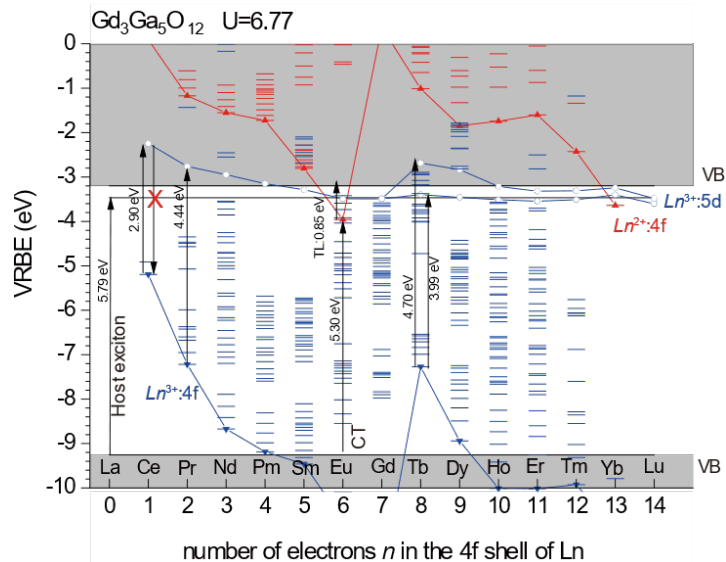 Gd₃Ga₅O₁₂ U=6.77
0
-1
-2
-3
-4
-5
-6
-7
-8
-9
-10
VRBE (eV)
VB
Ln³⁺:5d
Ln²⁺:4f
2.90 eV
X
4.44 eV
TL:0.85 eV
5.79 eV
Host exciton
5.30 eV
4.70 eV
3.99 eV
Ln³⁺:4f
CT
VB
La Ce Pr Nd Pm Sm Eu Gd Tb Dy Ho Er Tm Yb Lu
0 1 2 3 4 5 6 7 8 9 10 11 12 13 14
number of electrons n in the 4f shell of Ln